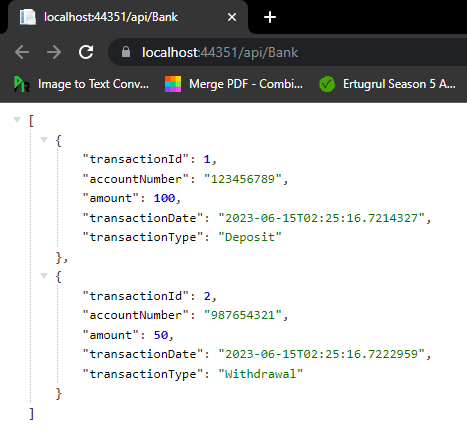 localhost:44351/api/Bank
localhost:44351/api/Bank
Image to Text Conv... Merge PDF - Combi... Ertugrul Season 5 A...
[
{
"transactionId": 1,
"accountNumber": "123456789",
"amount": 100,
"transactionDate": "2023-06-15T02:25:16.7214327",
"transactionType": "Deposit"
},
{
"transactionId": 2,
"accountNumber": "987654321",
"amount": 50,
"transactionDate": "2023-06-15T02:25:16.7222959",
"transactionType": "Withdrawal"
}
]